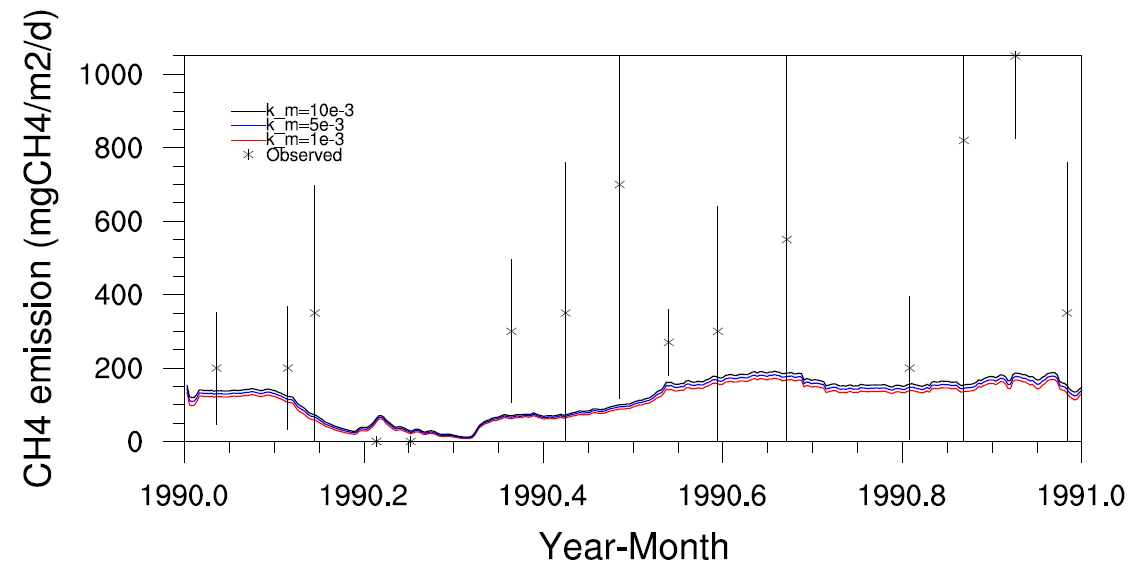 CH4 emission (mgCH4/m2/d)
1000
800
600
400
200
0
k_m=10e-3
k_m=5e-3
k_m=1e-3
Observed
1990.0 1990.2 1990.4 1990.6 1990.8 1991.0
Year-Month